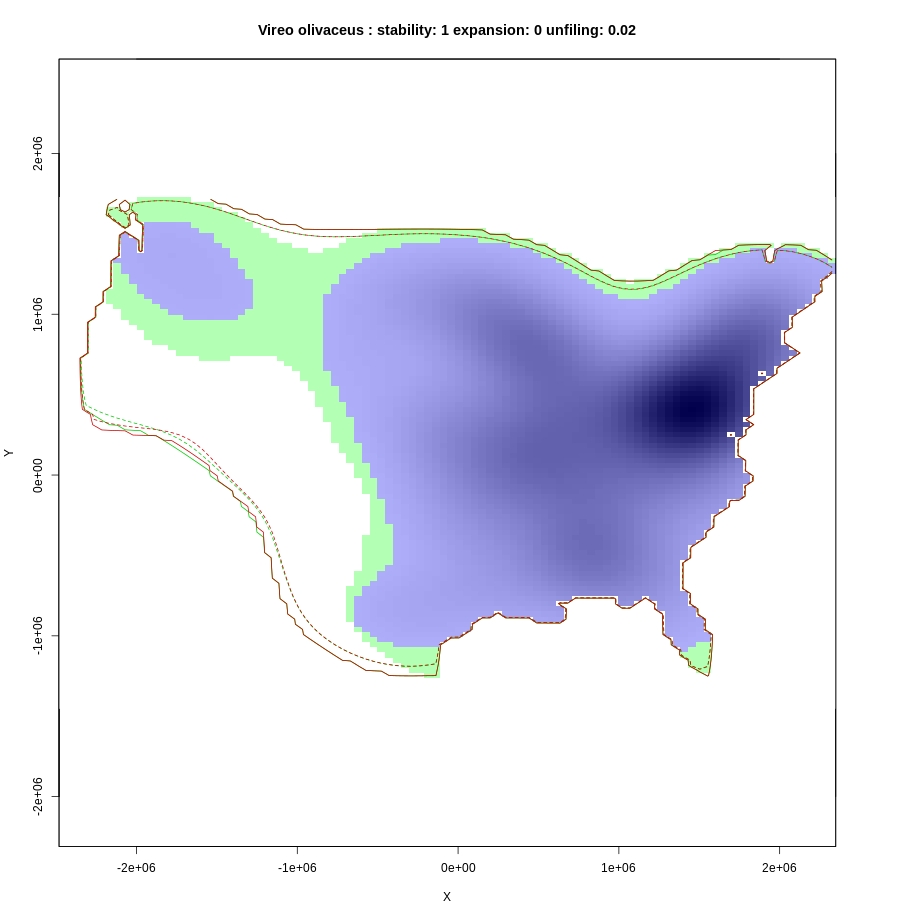 Vireo olivaceus : stability: 1 expansion: 0 unfiling: 0.02
2e+06
1e+06
0e+00
-1e+06
-2e+06
Y
-2e+06 -1e+06 0e+00 1e+06 2e+06
X